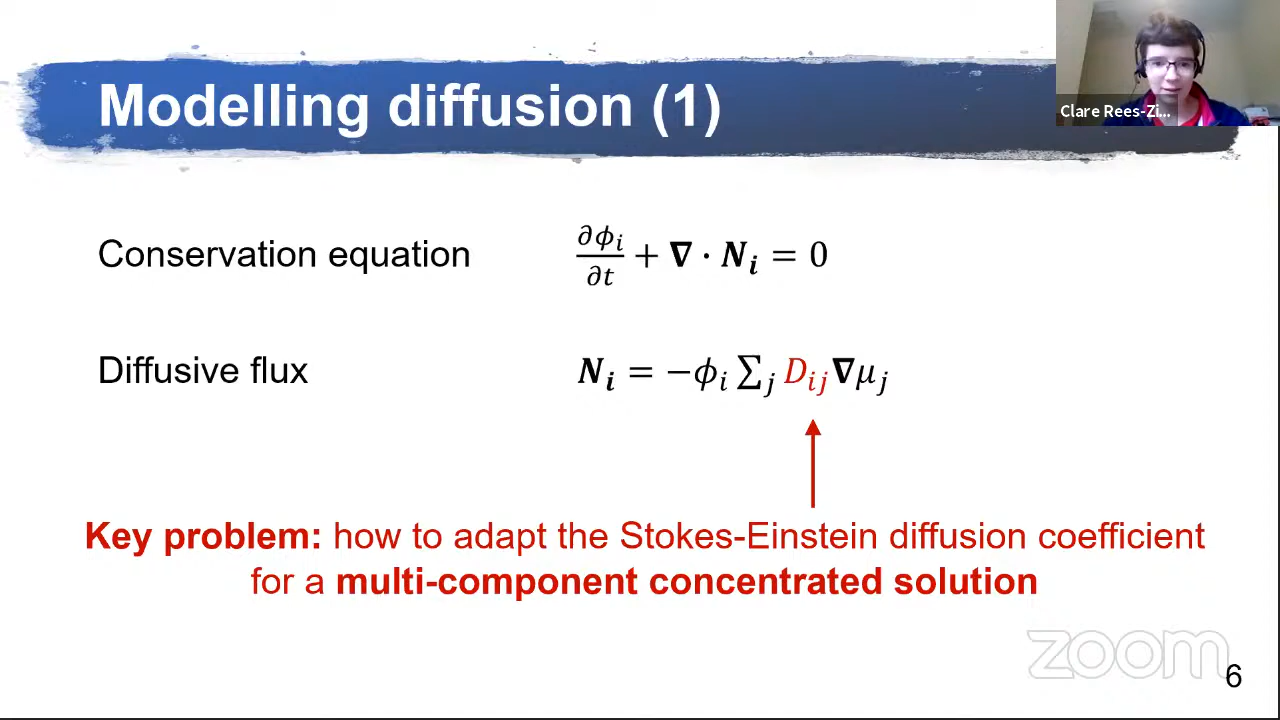 Modelling diffusion (1)
Clare Rees-Zi...
Conservation equation
∂ϕᵢ/∂t + ∇ · Nᵢ = 0
Diffusive flux
Nᵢ = −ϕᵢ ∑ⱼ Dᵢⱼ∇μⱼ
Key problem: how to adapt the Stokes-Einstein diffusion coefficient
for a multi-component concentrated solution
zoom
6